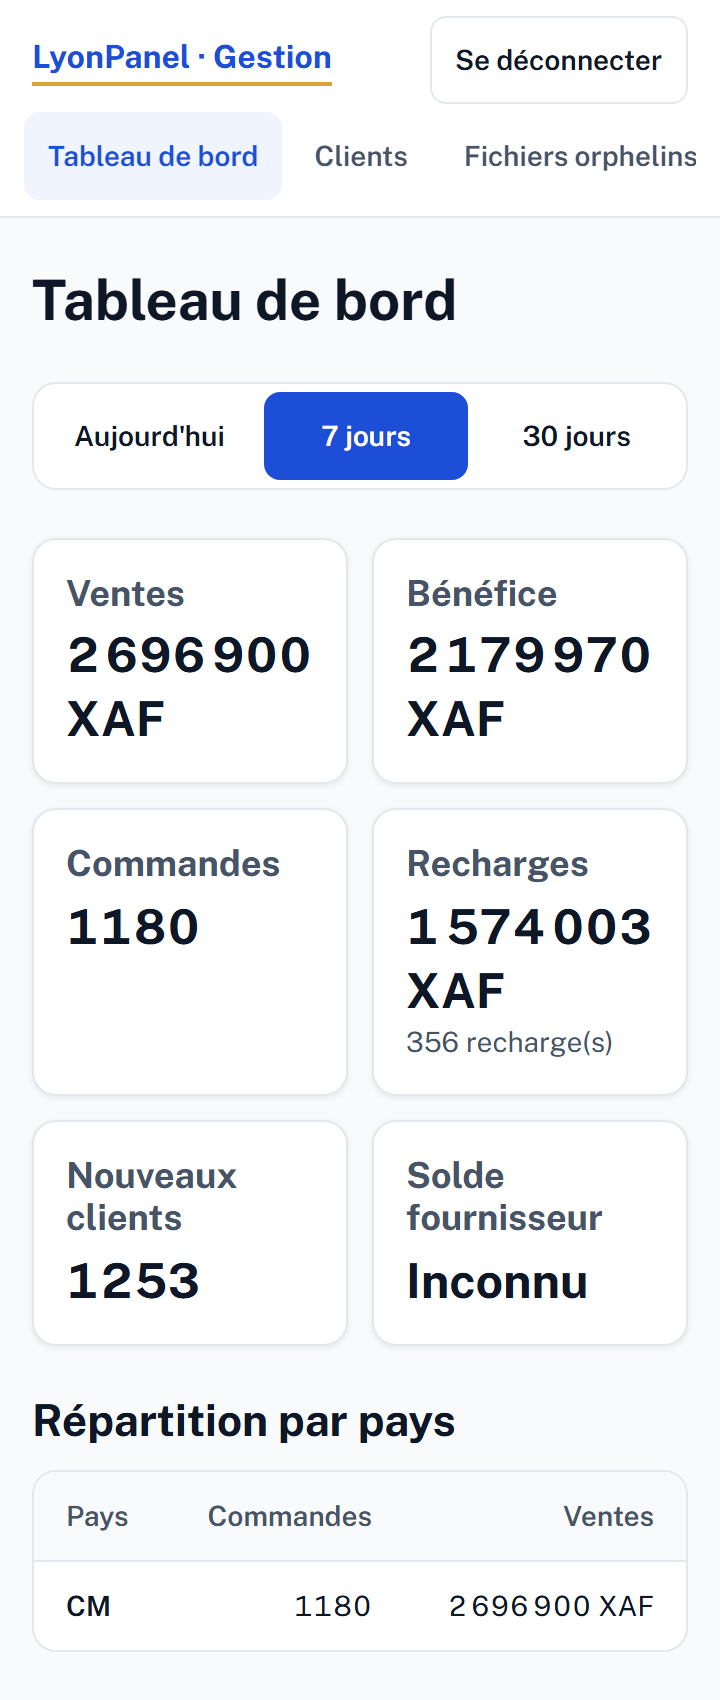 LyonPanel · Gestion
Se déconnecter
Tableau de bord Clients Fichiers orphelins
Tableau de bord
Aujourd'hui 7 jours 30 jours
Ventes
2 696 900
XAF
Bénéfice
2 179 970
XAF
Commandes
1180
Recharges
1 574 003
XAF
356 recharge(s)
Nouveaux
clients
1253
Solde
fournisseur
Inconnu
Répartition par pays
Pays Commandes Ventes
CM 1180 2 696 900 XAF